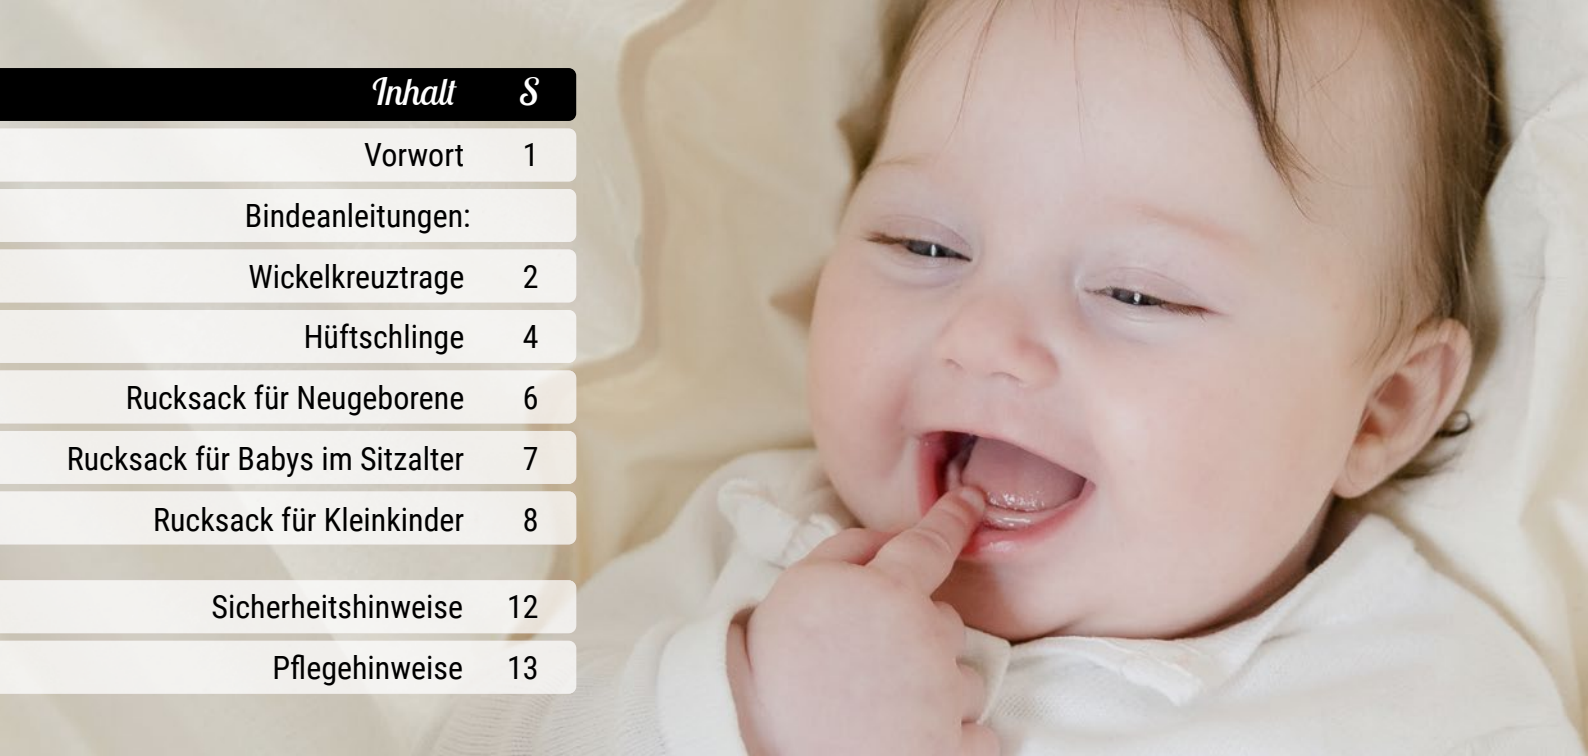 Inhalt S
Vorwort 1
Bindeanleitungen:
Wickelkreuztrage 2
Hüftschlinge 4
Rucksack für Neugeborene 6
Rucksack für Babys im Sitzalter 7
Rucksack für Kleinkinder 8
Sicherheitshinweise 12
Pflegehinweise 13